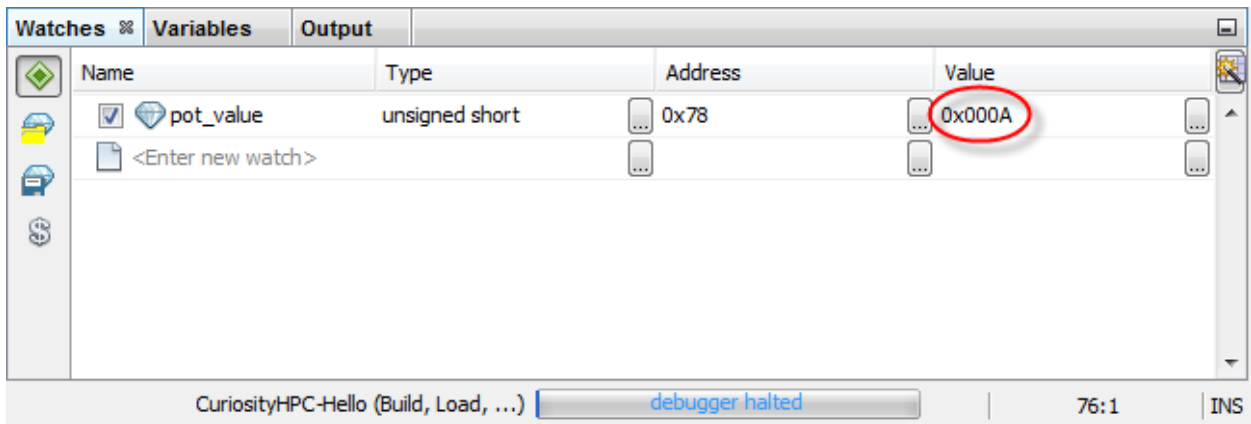 Watches Variables Output
Name Type Address Value
pot_value unsigned short ... 0x78 ... 0x000A ...
<Enter new watch> ... ... ...
CuriosityHPC-Hello (Build, Load, ...) debugger halted 76:1 INS